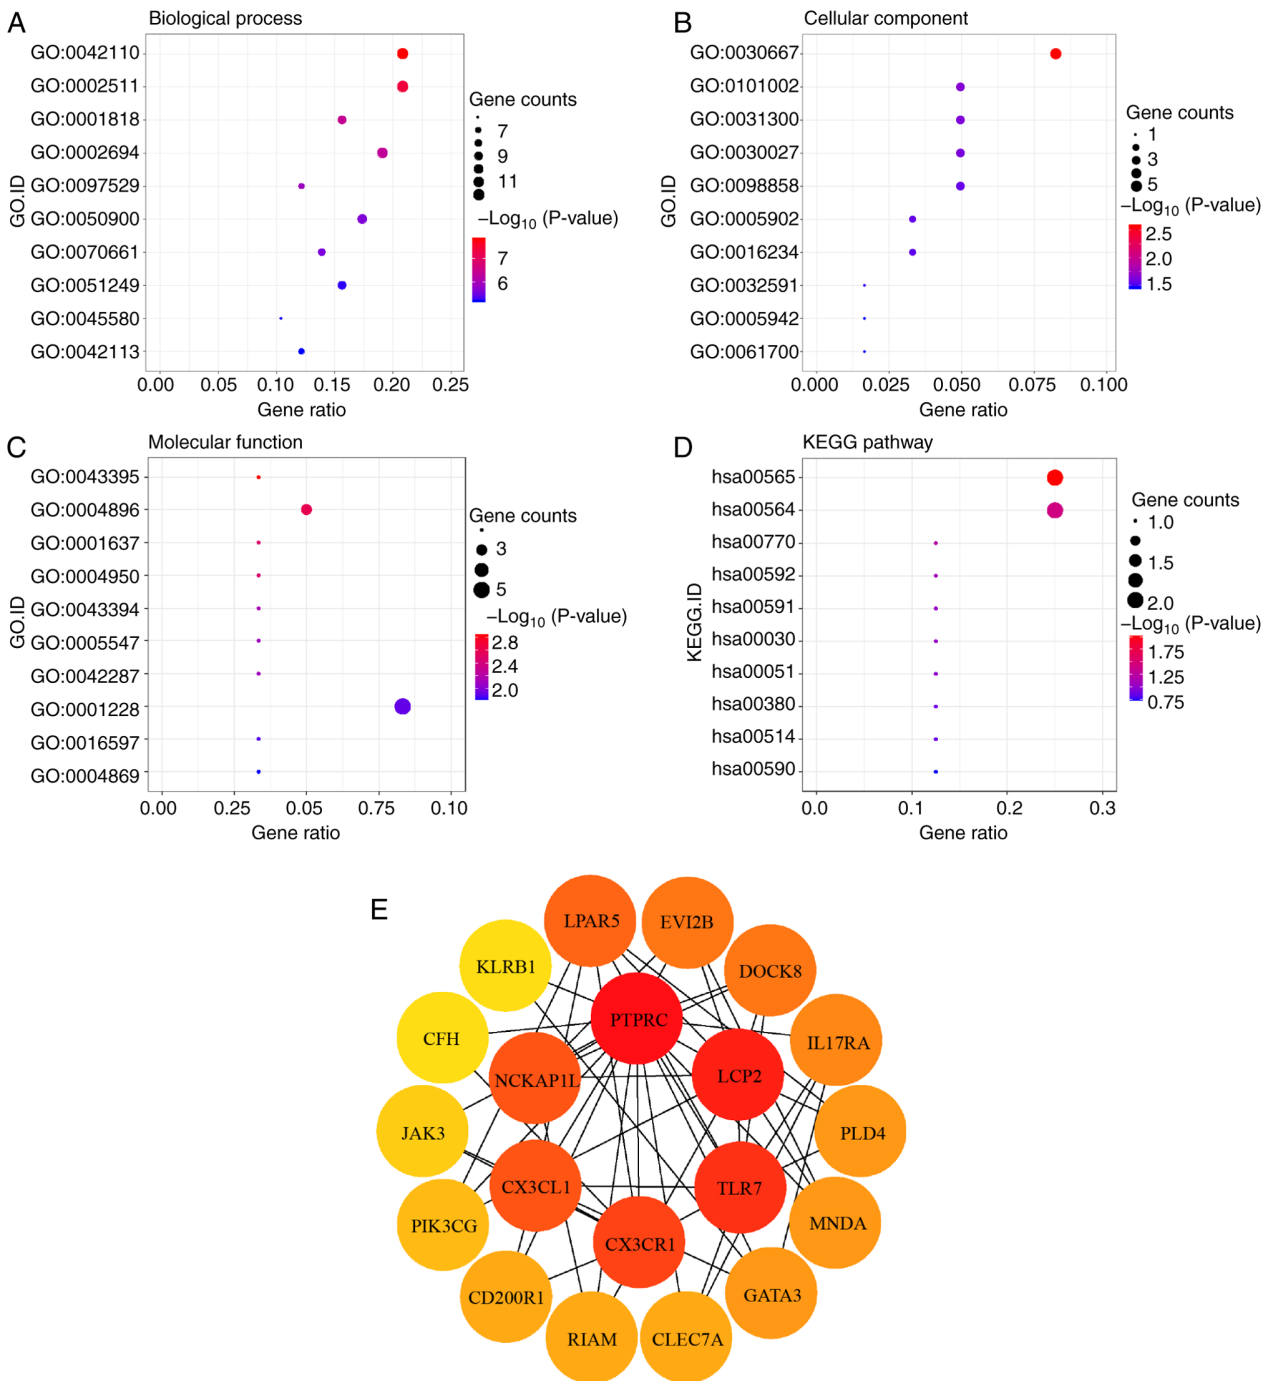 A
Biological process
GO.ID
GO:0042110
GO:0002511
GO:0001818
GO:0002694
GO:0097529
GO:0050900
GO:0070661
GO:0051249
GO:0045580
GO:0042113
0.00 0.05 0.10 0.15 0.20 0.25
Gene ratio
Gene counts
7
9
11
−Log10 (P-value)
7
6
B
Cellular component
GO.ID
GO:0030667
GO:0101002
GO:0031300
GO:0030027
GO:0098858
GO:0005902
GO:0016234
GO:0032591
GO:0005942
GO:0061700
0.000 0.025 0.050 0.075 0.100
Gene ratio
Gene counts
1
3
5
−Log10 (P-value)
2.5
2.0
1.5
C
Molecular function
GO.ID
GO:0043395
GO:0004896
GO:0001637
GO:0004950
GO:0043394
GO:0005547
GO:0042287
GO:0001228
GO:0016597
GO:0004869
0.00 0.25 0.05 0.75 0.10
Gene ratio
Gene counts
3
5
−Log10 (P-value)
2.8
2.4
2.0
D
KEGG pathway
KEGG.ID
hsa00565
hsa00564
hsa00770
hsa00592
hsa00591
hsa00030
hsa00051
hsa00380
hsa00514
hsa00590
0.0 0.1 0.2 0.3
Gene ratio
Gene counts
1.0
1.5
2.0
−Log10 (P-value)
1.75
1.25
0.75
E
LPAR5
EVI2B
KLRB1
DOCK8
PTPRC
CFH
IL17RA
NCKAP1L
LCP2
JAK3
PLD4
CX3CL1
TLR7
PIK3CG
MNDA
CX3CR1
CD200R1
GATA3
RIAM
CLEC7A